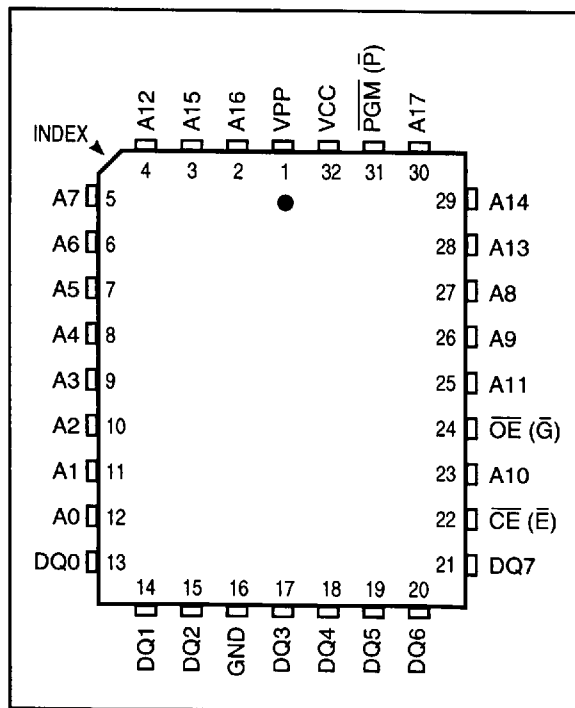 A12 A15 A16 VPP VCC P̅G̅M̅ (P̅) A17
INDEX
4 3 2 1 32 31 30
A7 5 29 A14
A6 6 28 A13
A5 7 27 A8
A4 8 26 A9
A3 9 25 A11
A2 10 24 O̅E̅ (G̅)
A1 11 23 A10
A0 12 22 C̅E̅ (E̅)
DQ0 13 21 DQ7
14 15 16 17 18 19 20
DQ1 DQ2 GND DQ3 DQ4 DQ5 DQ6